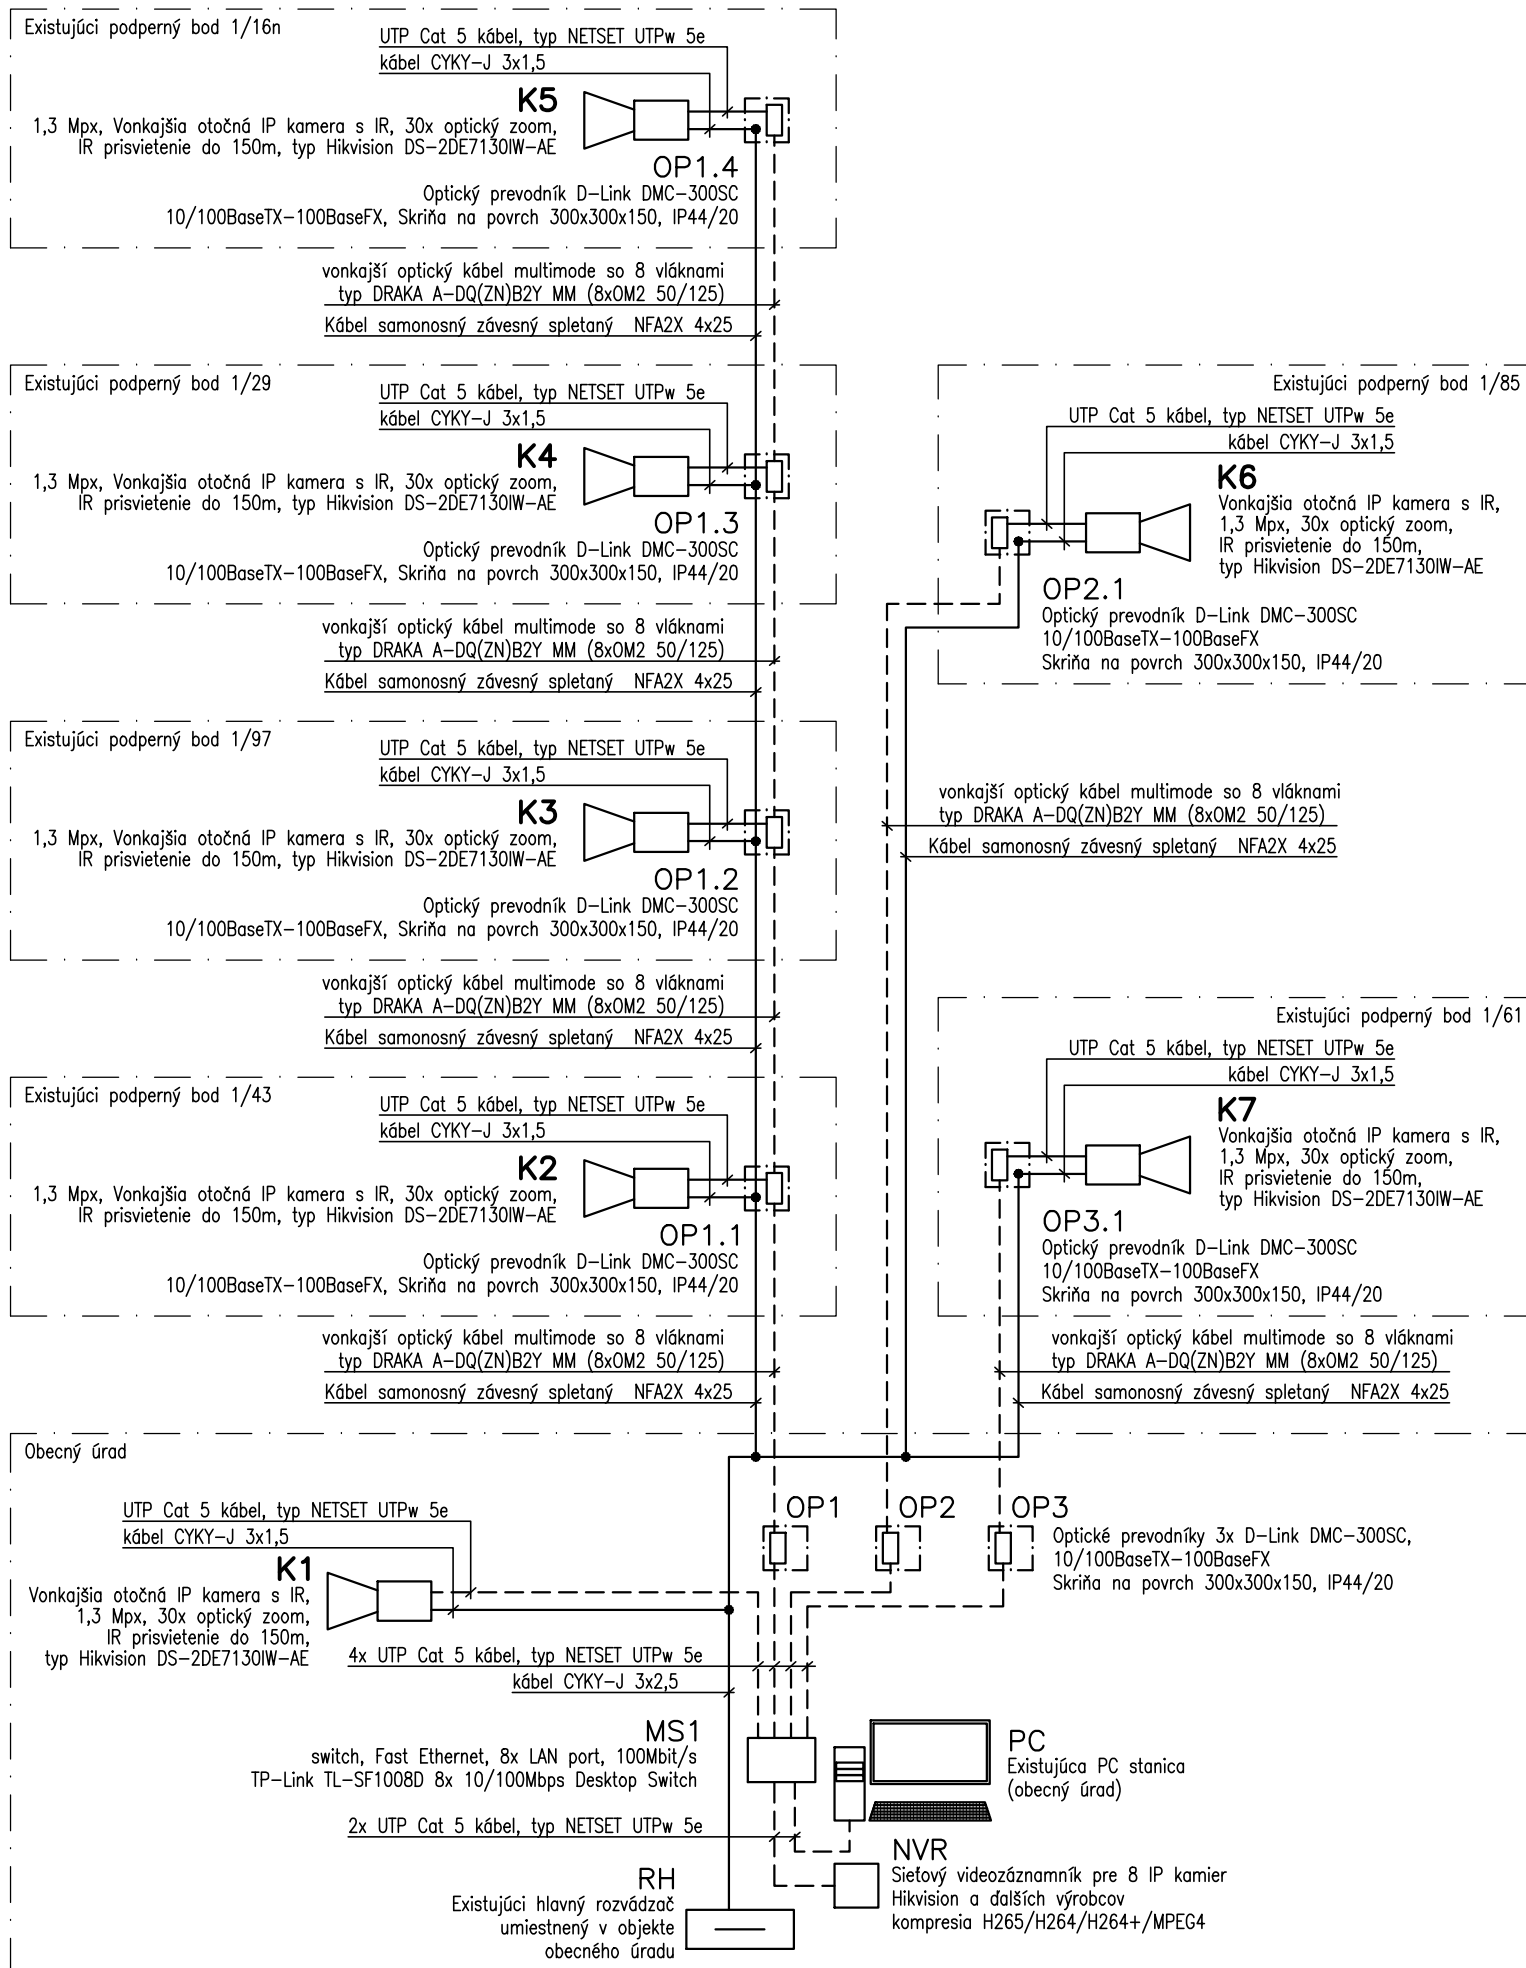 Existujúci podperný bod 1/16n
UTP Cat 5 kábel, typ NETSET UTPw 5e
kábel CYKY-J 3x1,5
K5
1,3 Mpx, Vonkajšia otočná IP kamera s IR, 30x optický zoom,
IR prisvietenie do 150m, typ Hikvision DS-2DE7130IW-AE
OP1.4
Optický prevodník D-Link DMC-300SC
10/100BaseTX-100BaseFX, Skriňa na povrch 300x300x150, IP44/20
vonkajší optický kábel multimode so 8 vláknami
typ DRAKA A-DQ(ZN)B2Y MM (8xOM2 50/125)
Kábel samonosný závesný spletaný NFA2X 4x25
Existujúci podperný bod 1/29
UTP Cat 5 kábel, typ NETSET UTPw 5e
kábel CYKY-J 3x1,5
K4
1,3 Mpx, Vonkajšia otočná IP kamera s IR, 30x optický zoom,
IR prisvietenie do 150m, typ Hikvision DS-2DE7130IW-AE
OP1.3
Optický prevodník D-Link DMC-300SC
10/100BaseTX-100BaseFX, Skriňa na povrch 300x300x150, IP44/20
vonkajší optický kábel multimode so 8 vláknami
typ DRAKA A-DQ(ZN)B2Y MM (8xOM2 50/125)
Kábel samonosný závesný spletaný NFA2X 4x25
Existujúci podperný bod 1/97
UTP Cat 5 kábel, typ NETSET UTPw 5e
kábel CYKY-J 3x1,5
K3
1,3 Mpx, Vonkajšia otočná IP kamera s IR, 30x optický zoom,
IR prisvietenie do 150m, typ Hikvision DS-2DE7130IW-AE
OP1.2
Optický prevodník D-Link DMC-300SC
10/100BaseTX-100BaseFX, Skriňa na povrch 300x300x150, IP44/20
vonkajší optický kábel multimode so 8 vláknami
typ DRAKA A-DQ(ZN)B2Y MM (8xOM2 50/125)
Kábel samonosný závesný spletaný NFA2X 4x25
Existujúci podperný bod 1/43
UTP Cat 5 kábel, typ NETSET UTPw 5e
kábel CYKY-J 3x1,5
K2
1,3 Mpx, Vonkajšia otočná IP kamera s IR, 30x optický zoom,
IR prisvietenie do 150m, typ Hikvision DS-2DE7130IW-AE
OP1.1
Optický prevodník D-Link DMC-300SC
10/100BaseTX-100BaseFX, Skriňa na povrch 300x300x150, IP44/20
vonkajší optický kábel multimode so 8 vláknami
typ DRAKA A-DQ(ZN)B2Y MM (8xOM2 50/125)
Kábel samonosný závesný spletaný NFA2X 4x25
Existujúci podperný bod 1/85
UTP Cat 5 kábel, typ NETSET UTPw 5e
kábel CYKY-J 3x1,5
K6
Vonkajšia otočná IP kamera s IR,
1,3 Mpx, 30x optický zoom,
IR prisvietenie do 150m,
typ Hikvision DS-2DE7130IW-AE
OP2.1
Optický prevodník D-Link DMC-300SC
10/100BaseTX-100BaseFX
Skriňa na povrch 300x300x150, IP44/20
vonkajší optický kábel multimode so 8 vláknami
typ DRAKA A-DQ(ZN)B2Y MM (8xOM2 50/125)
Kábel samonosný závesný spletaný NFA2X 4x25
Existujúci podperný bod 1/61
UTP Cat 5 kábel, typ NETSET UTPw 5e
kábel CYKY-J 3x1,5
K7
Vonkajšia otočná IP kamera s IR,
1,3 Mpx, 30x optický zoom,
IR prisvietenie do 150m,
typ Hikvision DS-2DE7130IW-AE
OP3.1
Optický prevodník D-Link DMC-300SC
10/100BaseTX-100BaseFX
Skriňa na povrch 300x300x150, IP44/20
vonkajší optický kábel multimode so 8 vláknami
typ DRAKA A-DQ(ZN)B2Y MM (8xOM2 50/125)
Kábel samonosný závesný spletaný NFA2X 4x25
Obecný úrad
UTP Cat 5 kábel, typ NETSET UTPw 5e
kábel CYKY-J 3x1,5
K1
Vonkajšia otočná IP kamera s IR,
1,3 Mpx, 30x optický zoom,
IR prisvietenie do 150m,
typ Hikvision DS-2DE7130IW-AE
OP1 OP2 OP3
Optické prevodníky 3x D-Link DMC-300SC,
10/100BaseTX-100BaseFX
Skriňa na povrch 300x300x150, IP44/20
4x UTP Cat 5 kábel, typ NETSET UTPw 5e
kábel CYKY-J 3x2,5
MS1
switch, Fast Ethernet, 8x LAN port, 100Mbit/s
TP-Link TL-SF1008D 8x 10/100Mbps Desktop Switch
PC
Existujúca PC stanica
(obecný úrad)
2x UTP Cat 5 kábel, typ NETSET UTPw 5e
NVR
Sieťový videozáznamník pre 8 IP kamier
Hikvision a ďalších výrobcov
kompresia H265/H264/H264+/MPEG4
RH
Existujúci hlavný rozvádzač
umiestnený v objekte
obecného úradu